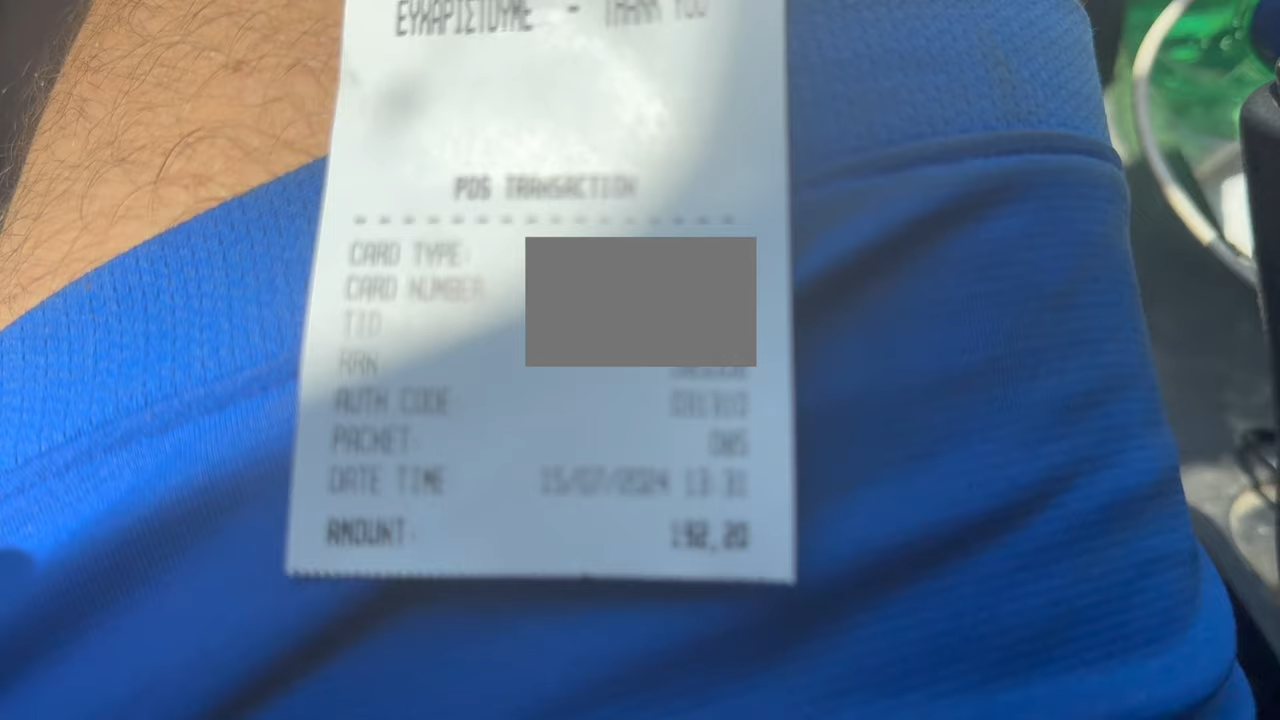 ΕΥΧΑΡΙΣΤΟΥΜΕ - THANK YOU
POS TRANSACTION
CARD TYPE:
CARD NUMBER
TID
RRN
AUTH CODE
PACKET:
DATE TIME 15/07/2024 13:31
AMOUNT: 192,20